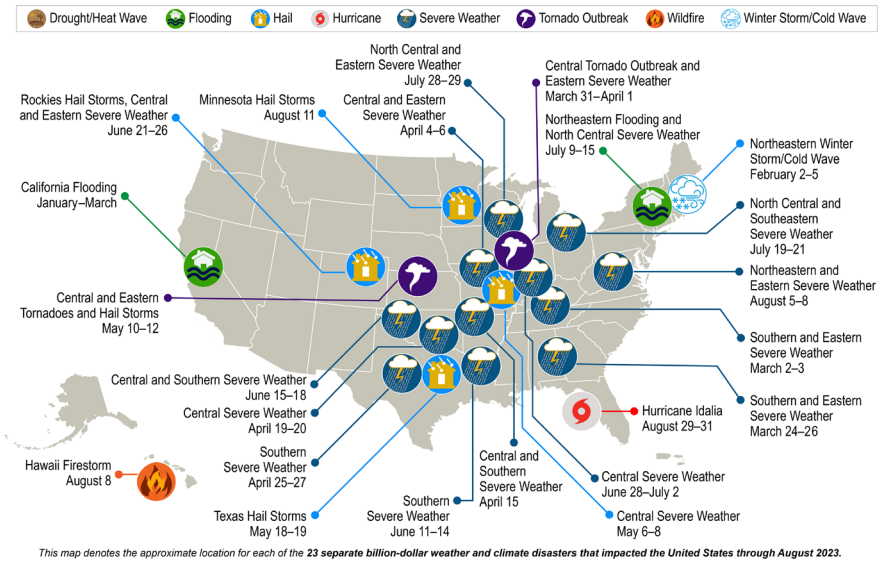 Drought/Heat Wave Flooding Hail Hurricane Severe Weather Tornado Outbreak Wildfire Winter Storm/Cold Wave
North Central and
Eastern Severe Weather
July 28–29
Central Tornado Outbreak and
Eastern Severe Weather
March 31–April 1
Rockies Hail Storms, Central
and Eastern Severe Weather
June 21–26
Minnesota Hail Storms
August 11
Central and Eastern
Severe Weather
April 4–6
Northeastern Flooding and
North Central Severe Weather
July 9–15
Northeastern Winter
Storm/Cold Wave
February 2–5
California Flooding
January–March
North Central and
Southeastern
Severe Weather
July 19–21
Northeastern and
Eastern Severe Weather
August 5–8
Central and Eastern
Tornadoes and Hail Storms
May 10–12
Southern and Eastern
Severe Weather
March 2–3
Central and Southern Severe Weather
June 15–18
Central Severe Weather
April 19–20
Hurricane Idalia
August 29–31
Southern and Eastern
Severe Weather
March 24–26
Southern
Severe Weather
April 25–27
Central and
Southern
Severe Weather
April 15
Hawaii Firestorm
August 8
Central Severe Weather
June 28–July 2
Texas Hail Storms
May 18–19
Southern
Severe Weather
June 11–14
Central Severe Weather
May 6–8
This map denotes the approximate location for each of the 23 separate billion-dollar weather and climate disasters that impacted the United States through August 2023.